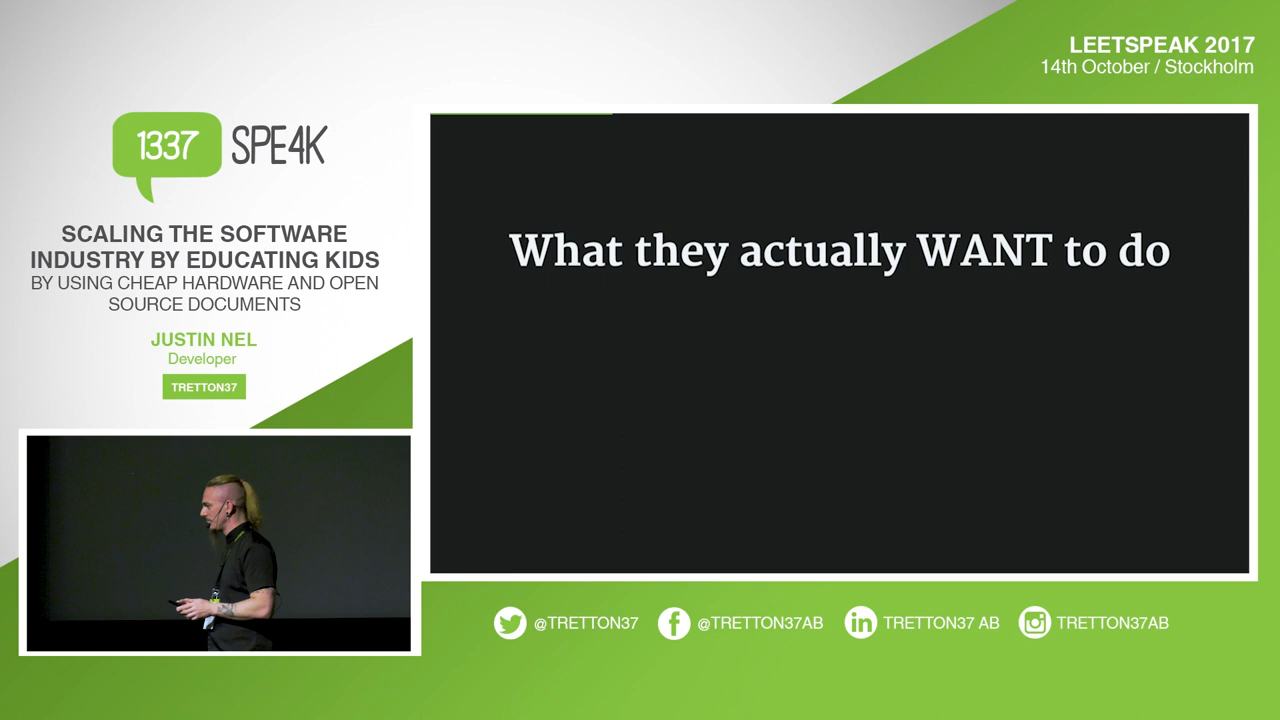 LEETSPEAK 2017
14th October / Stockholm
1337 SPE4K
SCALING THE SOFTWARE
INDUSTRY BY EDUCATING KIDS
BY USING CHEAP HARDWARE AND OPEN
SOURCE DOCUMENTS
JUSTIN NEL
Developer
TRETTON37
What they actually WANT to do
@TRETTON37
@TRETTON37AB
TRETTON37 AB
TRETTON37AB